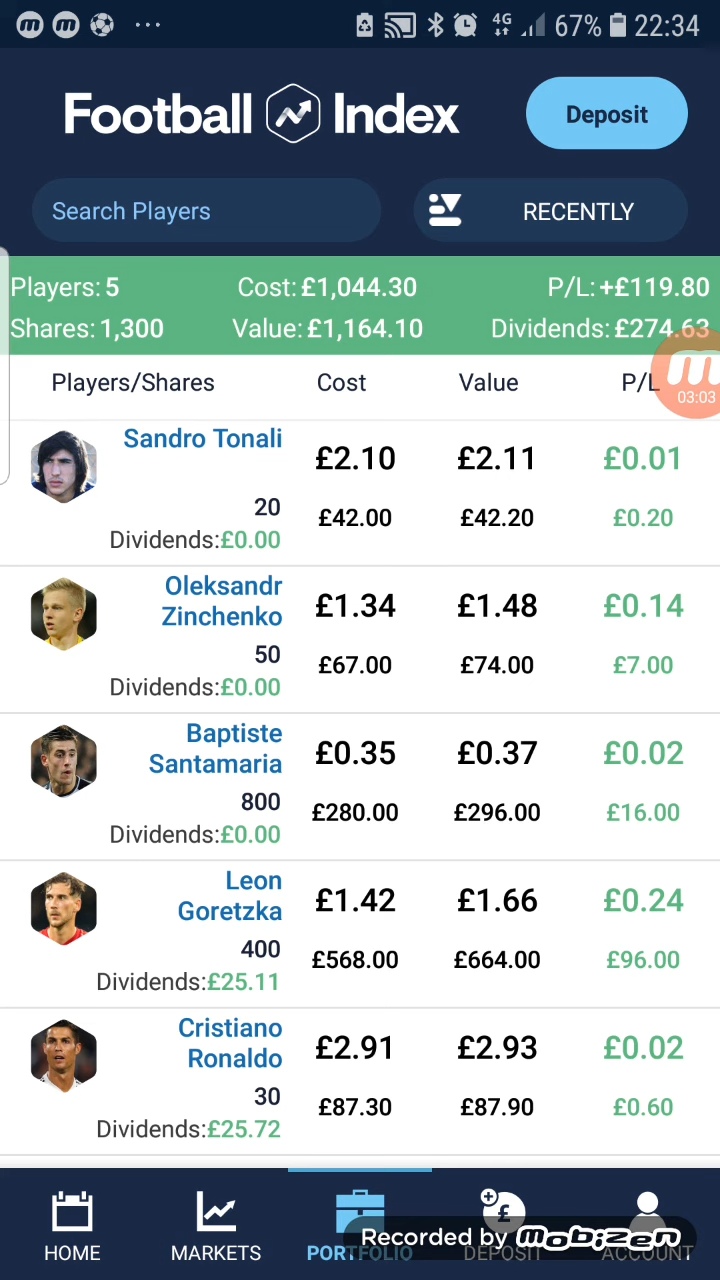 4G 67% 22:34
Football Index Deposit
Search Players RECENTLY
Players: 5 Cost: £1,044.30 P/L: +£119.80
Shares: 1,300 Value: £1,164.10 Dividends: £274.63
Players/Shares Cost Value P/L
03:03
Sandro Tonali £2.10 £2.11 £0.01
20 £42.00 £42.20 £0.20
Dividends:£0.00
Oleksandr
Zinchenko £1.34 £1.48 £0.14
50 £67.00 £74.00 £7.00
Dividends:£0.00
Baptiste
Santamaria £0.35 £0.37 £0.02
800 £280.00 £296.00 £16.00
Dividends:£0.00
Leon
Goretzka £1.42 £1.66 £0.24
400 £568.00 £664.00 £96.00
Dividends:£25.11
Cristiano
Ronaldo £2.91 £2.93 £0.02
30 £87.30 £87.90 £0.60
Dividends:£25.72
Recorded by Mobizen
HOME MARKETS PORTFOLIO DEPOSIT ACCOUNT